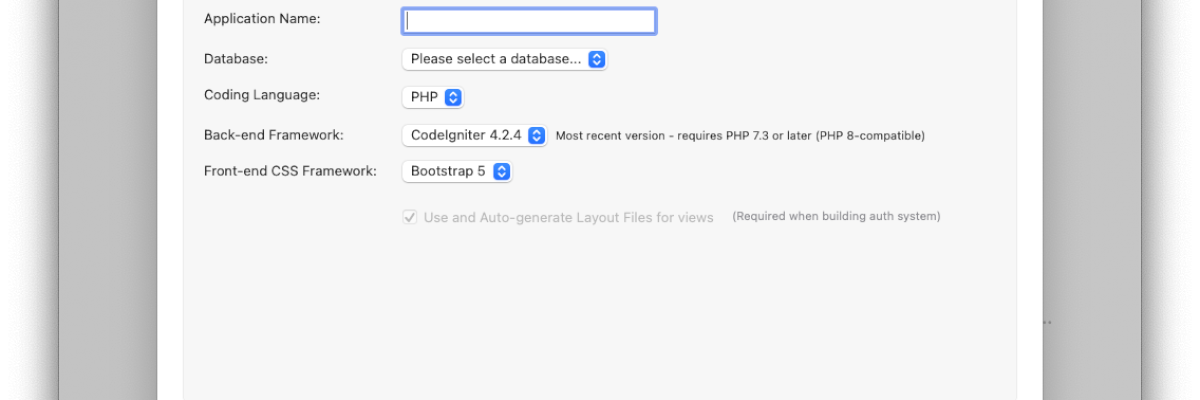 Application Name:
Database: Please select a database...
Coding Language: PHP
Back-end Framework: CodeIgniter 4.2.4 Most recent version - requires PHP 7.3 or later (PHP 8-compatible)
Front-end CSS Framework: Bootstrap 5
Use and Auto-generate Layout Files for views (Required when building auth system)